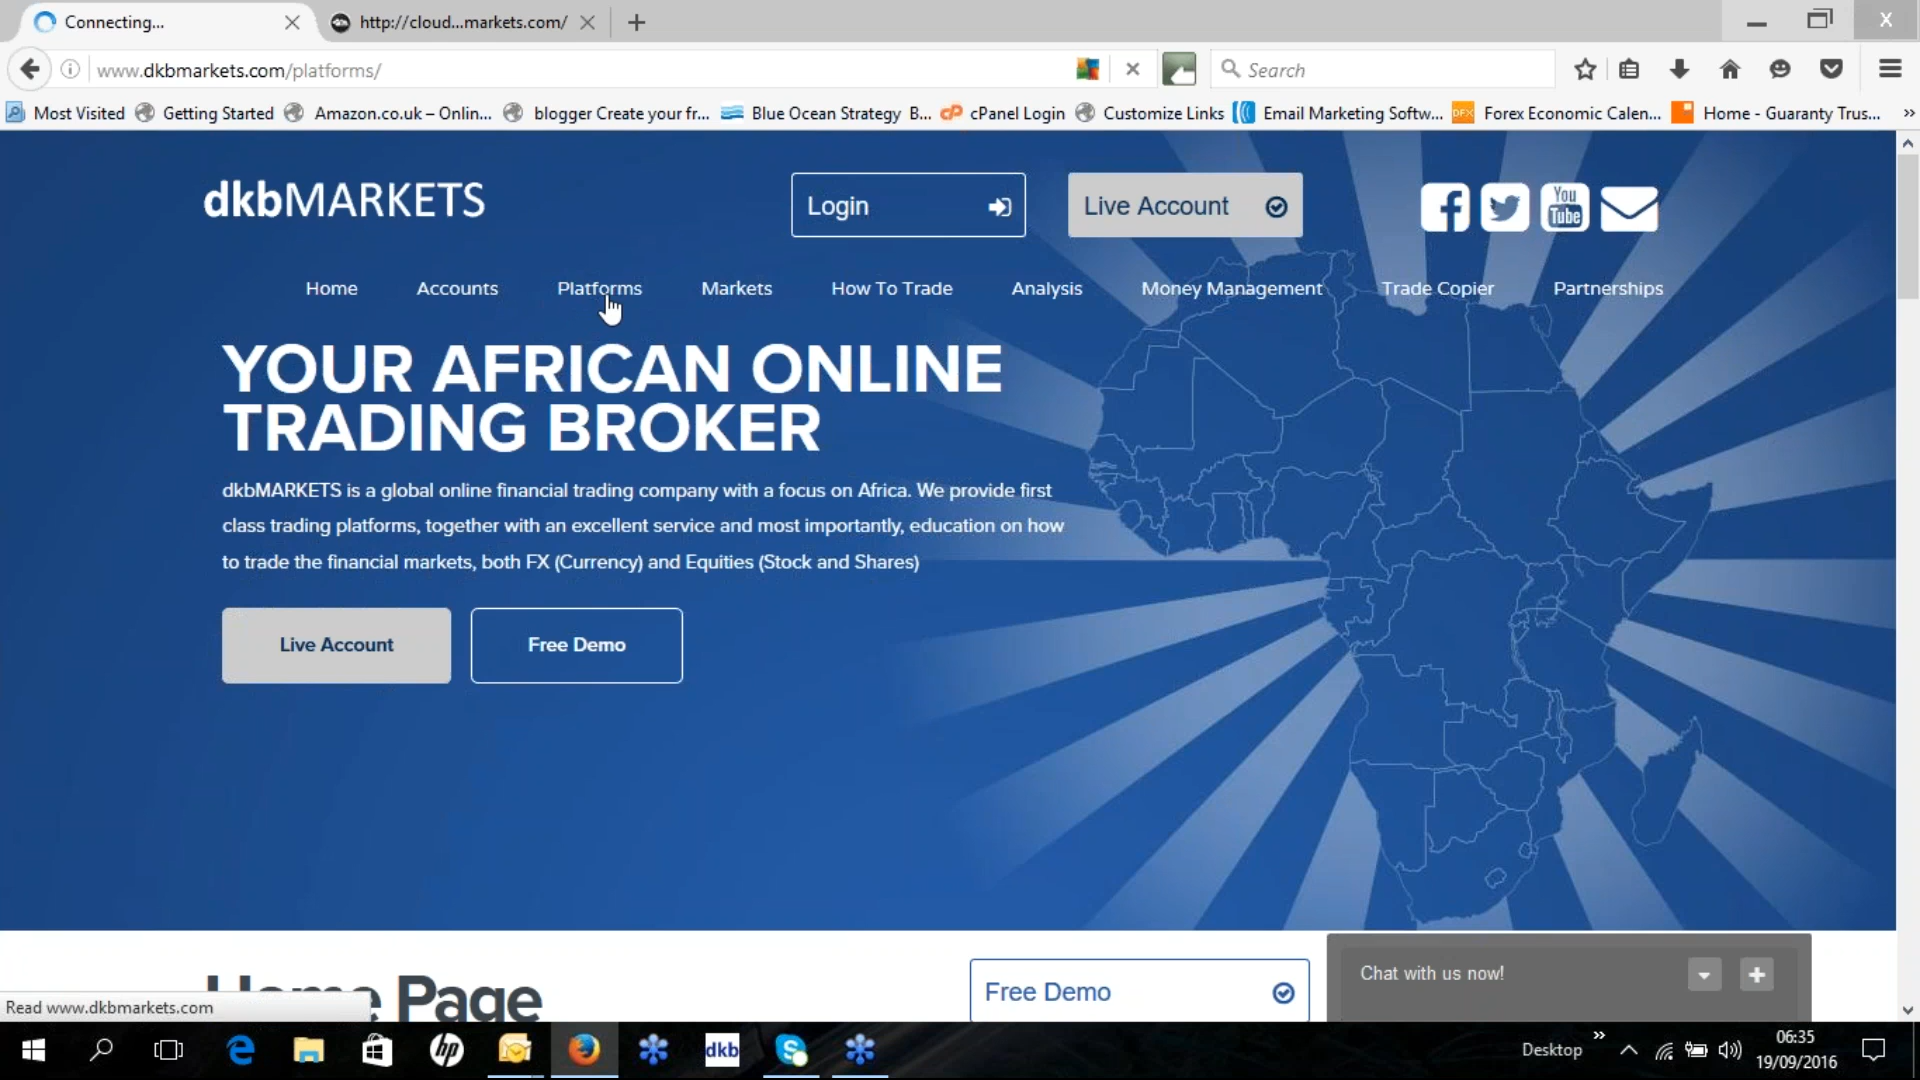 Connecting...
http://cloud...markets.com/
www.dkbmarkets.com/platforms/
Search
Most Visited
Getting Started
Amazon.co.uk – Onlin...
blogger Create your fr...
Blue Ocean Strategy B...
cPanel Login
Customize Links
Email Marketing Softw...
DFX
Forex Economic Calen...
Home - Guaranty Trus...
dkbMARKETS
Login
Live Account
You
Tube
Home
Accounts
Platforms
Markets
How To Trade
Analysis
Money Management
Trade Copier
Partnerships
YOUR AFRICAN ONLINE
TRADING BROKER
dkbMARKETS is a global online financial trading company with a focus on Africa. We provide first
class trading platforms, together with an excellent service and most importantly, education on how
to trade the financial markets, both FX (Currency) and Equities (Stock and Shares)
Live Account
Free Demo
Home Page
Free Demo
Chat with us now!
Read www.dkbmarkets.com
hp
dkb
Desktop
06:35
19/09/2016